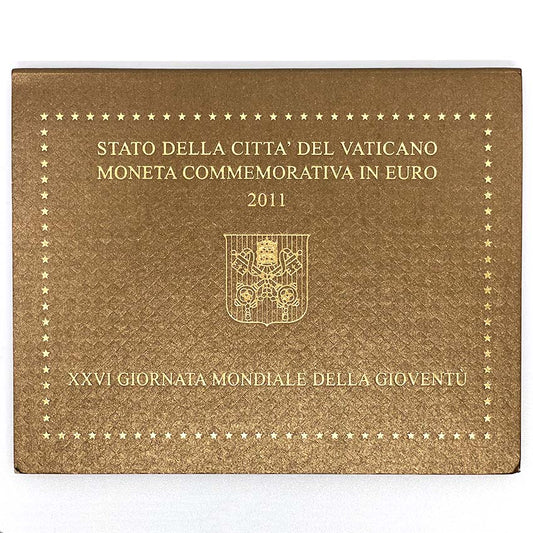 STATO DELLA CITTA' DEL VATICANO
MONETA COMMEMORATIVA IN EURO
2011
XXVI GIORNATA MONDIALE DELLA GIOVENTÙ